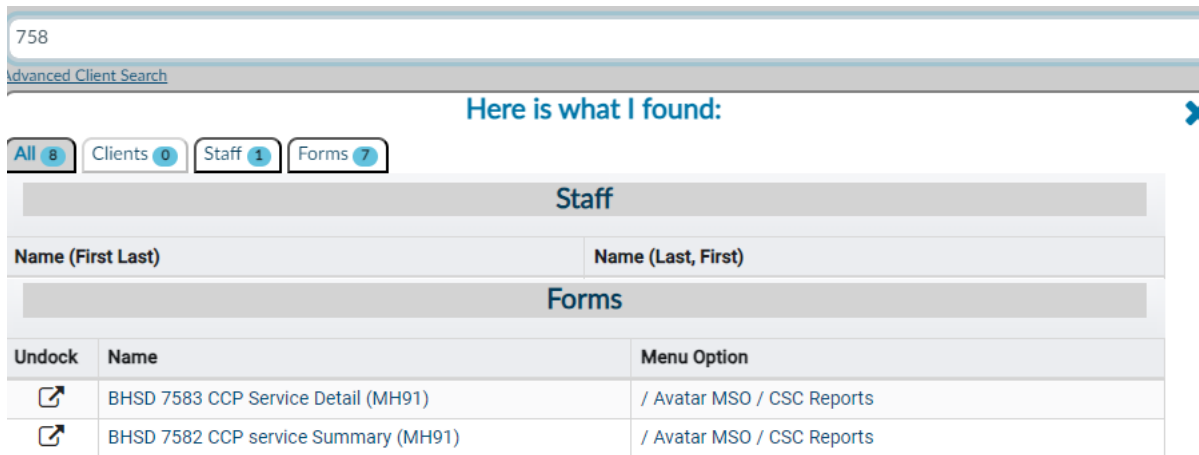 758
Advanced Client Search
Here is what I found:
All 8 Clients 0 Staff 1 Forms 7
Staff
Name (First Last) Name (Last, First)
Forms
Undock Name Menu Option
BHSD 7583 CCP Service Detail (MH91) / Avatar MSO / CSC Reports
BHSD 7582 CCP service Summary (MH91) / Avatar MSO / CSC Reports